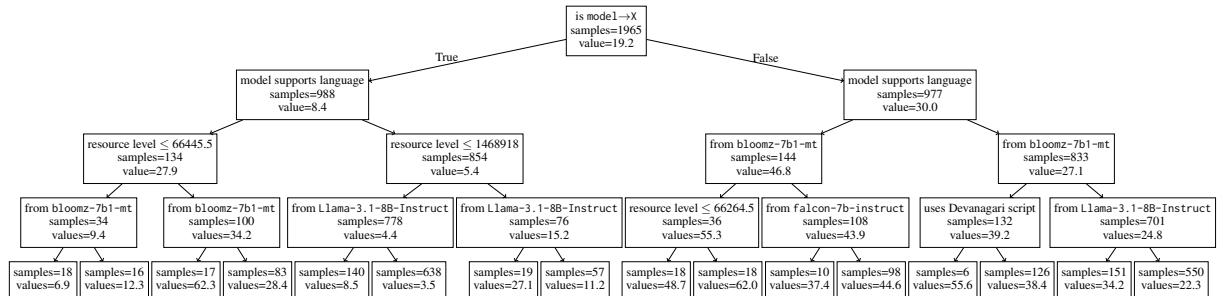 is model→X
samples=1965
value=19.2
True
False
model supports language
samples=988
value=8.4
model supports language
samples=977
value=30.0
resource level ≤ 66445.5
samples=134
value=27.9
resource level ≤ 1468918
samples=854
value=5.4
from bloomz-7b1-mt
samples=144
value=46.8
from bloomz-7b1-mt
samples=833
value=27.1
from bloomz-7b1-mt
samples=34
values=9.4
from bloomz-7b1-mt
samples=100
values=34.2
from Llama-3.1-8B-Instruct
samples=778
values=4.4
from Llama-3.1-8B-Instruct
samples=76
values=15.2
resource level ≤ 66264.5
samples=36
values=55.3
from falcon-7b-instruct
samples=108
values=43.9
uses Devanagari script
samples=132
values=39.2
from Llama-3.1-8B-Instruct
samples=701
values=24.8
samples=18
values=6.9
samples=16
values=12.3
samples=17
values=62.3
samples=83
values=28.4
samples=140
values=8.5
samples=638
values=3.5
samples=19
values=27.1
samples=57
values=11.2
samples=18
values=48.7
samples=18
values=62.0
samples=10
values=37.4
samples=98
values=44.6
samples=6
values=55.6
samples=126
values=38.4
samples=151
values=34.2
samples=550
values=22.3